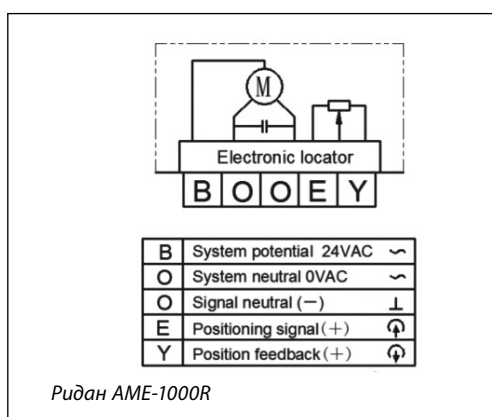 M
Electronic locator
B O O E Y
B System potential 24VAC ∼
O System neutral 0VAC ∼
O Signal neutral (−) ⊥
E Positioning signal (+)
Y Position feedback (+)
Ридан AME-1000R